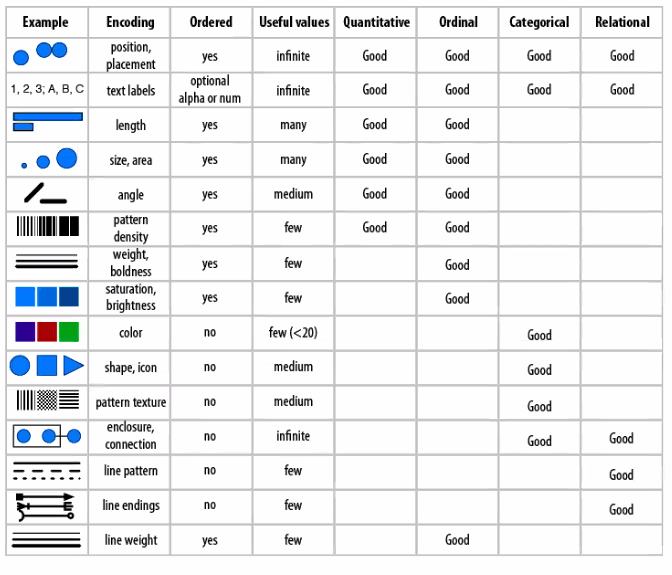 Example Encoding Ordered Useful values Quantitative Ordinal Categorical Relational
position,
placement yes infinite Good Good Good Good
1, 2, 3; A, B, C text labels optional
alpha or num infinite Good Good Good Good
length yes many Good Good
size, area yes many Good Good
angle yes medium Good Good
pattern
density yes few Good Good
weight,
boldness yes few Good
saturation,
brightness yes few Good
color no few (<20) Good
shape, icon no medium Good
pattern texture no medium Good
enclosure,
connection no infinite Good Good
line pattern no few Good
line endings no few Good
line weight yes few Good